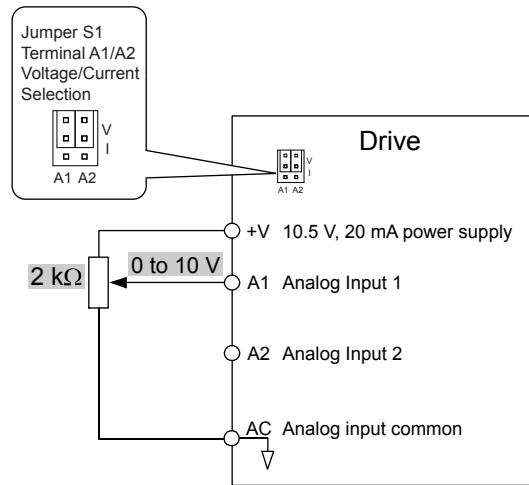 Jumper S1
Terminal A1/A2
Voltage/Current
Selection
V
I
A1 A2
Drive
V
I
A1 A2
+V 10.5 V, 20 mA power supply
2 kΩ
0 to 10 V
A1 Analog Input 1
A2 Analog Input 2
AC Analog input common